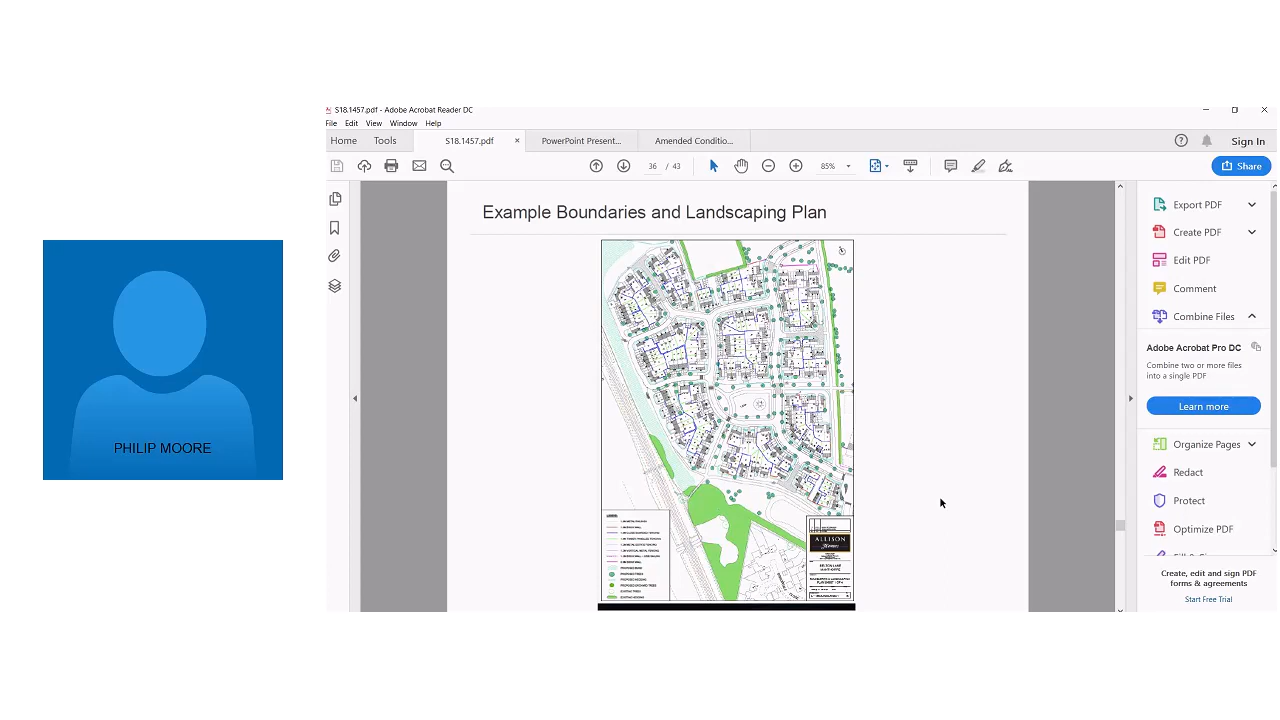 S18.1457.pdf - Adobe Acrobat Reader DC
File Edit View Window Help
Home Tools S18.1457.pdf × PowerPoint Present... Amended Conditio... Sign In
36 / 43 85% Share
Example Boundaries and Landscaping Plan
Export PDF
Create PDF
Edit PDF
Comment
Combine Files
Adobe Acrobat Pro DC
Combine two or more files
into a single PDF
Learn more
Organize Pages
Redact
Protect
Optimize PDF
Create, edit and sign PDF
forms & agreements
Start Free Trial
PHILIP MOORE
ALLISON
Homes